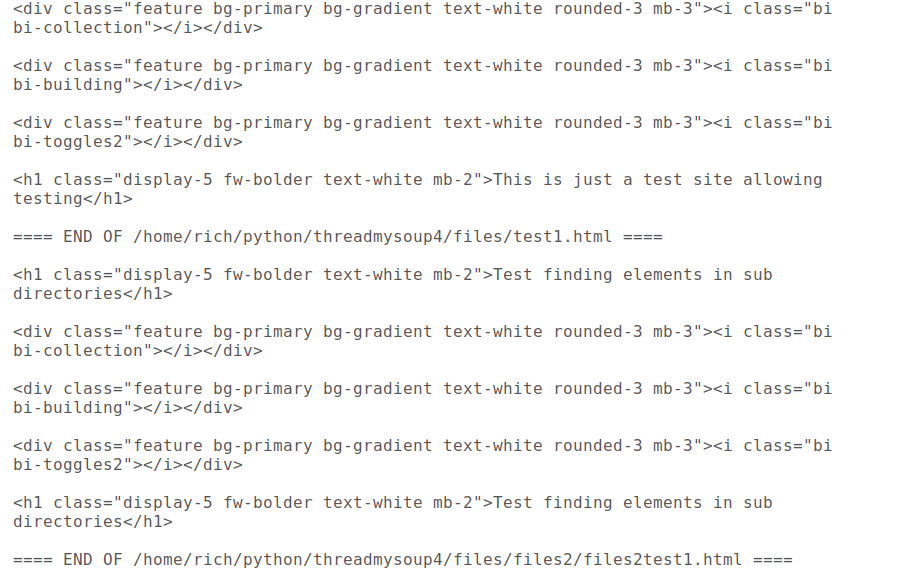 <div class="feature bg-primary bg-gradient text-white rounded-3 mb-3"><i class="bi
bi-collection"></i></div>
<div class="feature bg-primary bg-gradient text-white rounded-3 mb-3"><i class="bi
bi-building"></i></div>
<div class="feature bg-primary bg-gradient text-white rounded-3 mb-3"><i class="bi
bi-toggles2"></i></div>
<h1 class="display-5 fw-bolder text-white mb-2">This is just a test site allowing
testing</h1>
==== END OF /home/rich/python/threadmysoup4/files/test1.html ====
<h1 class="display-5 fw-bolder text-white mb-2">Test finding elements in sub
directories</h1>
<div class="feature bg-primary bg-gradient text-white rounded-3 mb-3"><i class="bi
bi-collection"></i></div>
<div class="feature bg-primary bg-gradient text-white rounded-3 mb-3"><i class="bi
bi-building"></i></div>
<div class="feature bg-primary bg-gradient text-white rounded-3 mb-3"><i class="bi
bi-toggles2"></i></div>
<h1 class="display-5 fw-bolder text-white mb-2">Test finding elements in sub
directories</h1>
==== END OF /home/rich/python/threadmysoup4/files/files2/files2test1.html ====